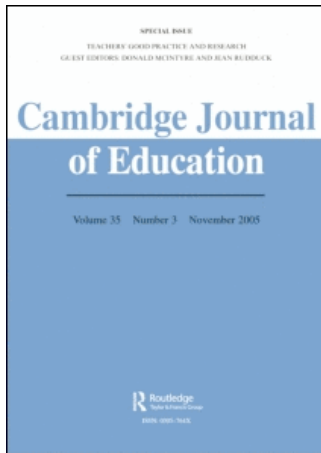 SPECIAL ISSUE
TEACHERS' GOOD PRACTICE AND RESEARCH
GUEST EDITORS: DONALD MCINTYRE AND JEAN RUDDUCK
Cambridge Journal
of Education
Volume 35 Number 3 November 2005
Routledge
Taylor & Francis Group
ISSN 0305-764X